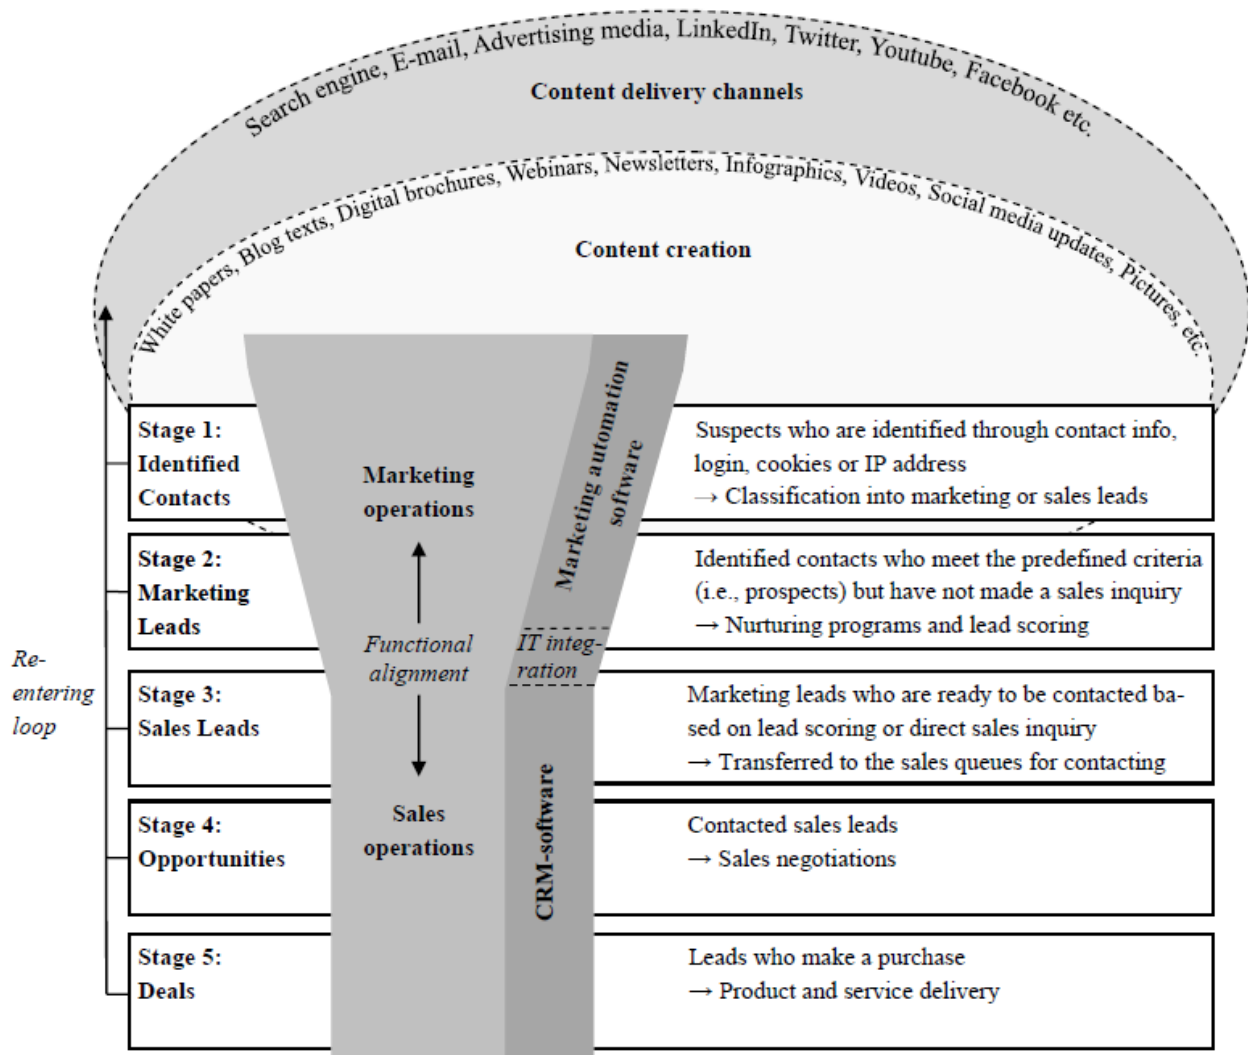 Search engine, E-mail, Advertising media, LinkedIn, Twitter, Youtube, Facebook etc.
Content delivery channels
White papers, Blog texts, Digital brochures, Webinars, Newsletters, Infographics, Videos, Social media updates, Pictures, etc.
Content creation
Stage 1:
Identified
Contacts
Marketing
operations
Marketing automation
software
Suspects who are identified through contact info,
login, cookies or IP address
→ Classification into marketing or sales leads
Stage 2:
Marketing
Leads
Identified contacts who meet the predefined criteria
(i.e., prospects) but have not made a sales inquiry
→ Nurturing programs and lead scoring
Functional
alignment
IT integ-
ration
Re-
entering
loop
Stage 3:
Sales Leads
Marketing leads who are ready to be contacted ba-
sed on lead scoring or direct sales inquiry
→ Transferred to the sales queues for contacting
Sales
operations
CRM-software
Stage 4:
Opportunities
Contacted sales leads
→ Sales negotiations
Stage 5:
Deals
Leads who make a purchase
→ Product and service delivery